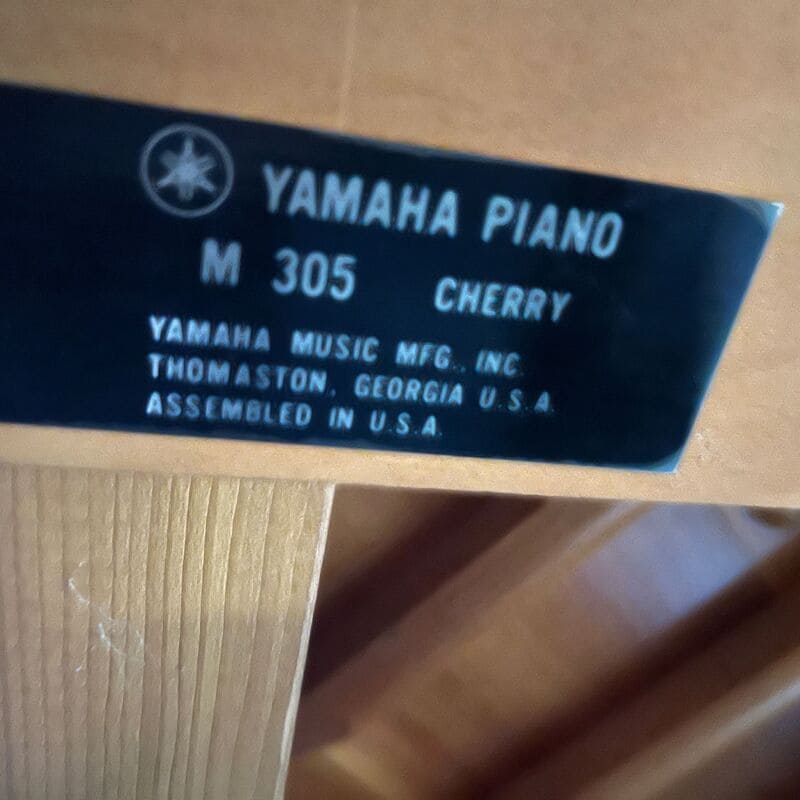 YAMAHA PIANO
M 305 CHERRY
YAMAHA MUSIC MFG., INC.
THOMASTON, GEORGIA U.S.A.
ASSEMBLED IN U.S.A.